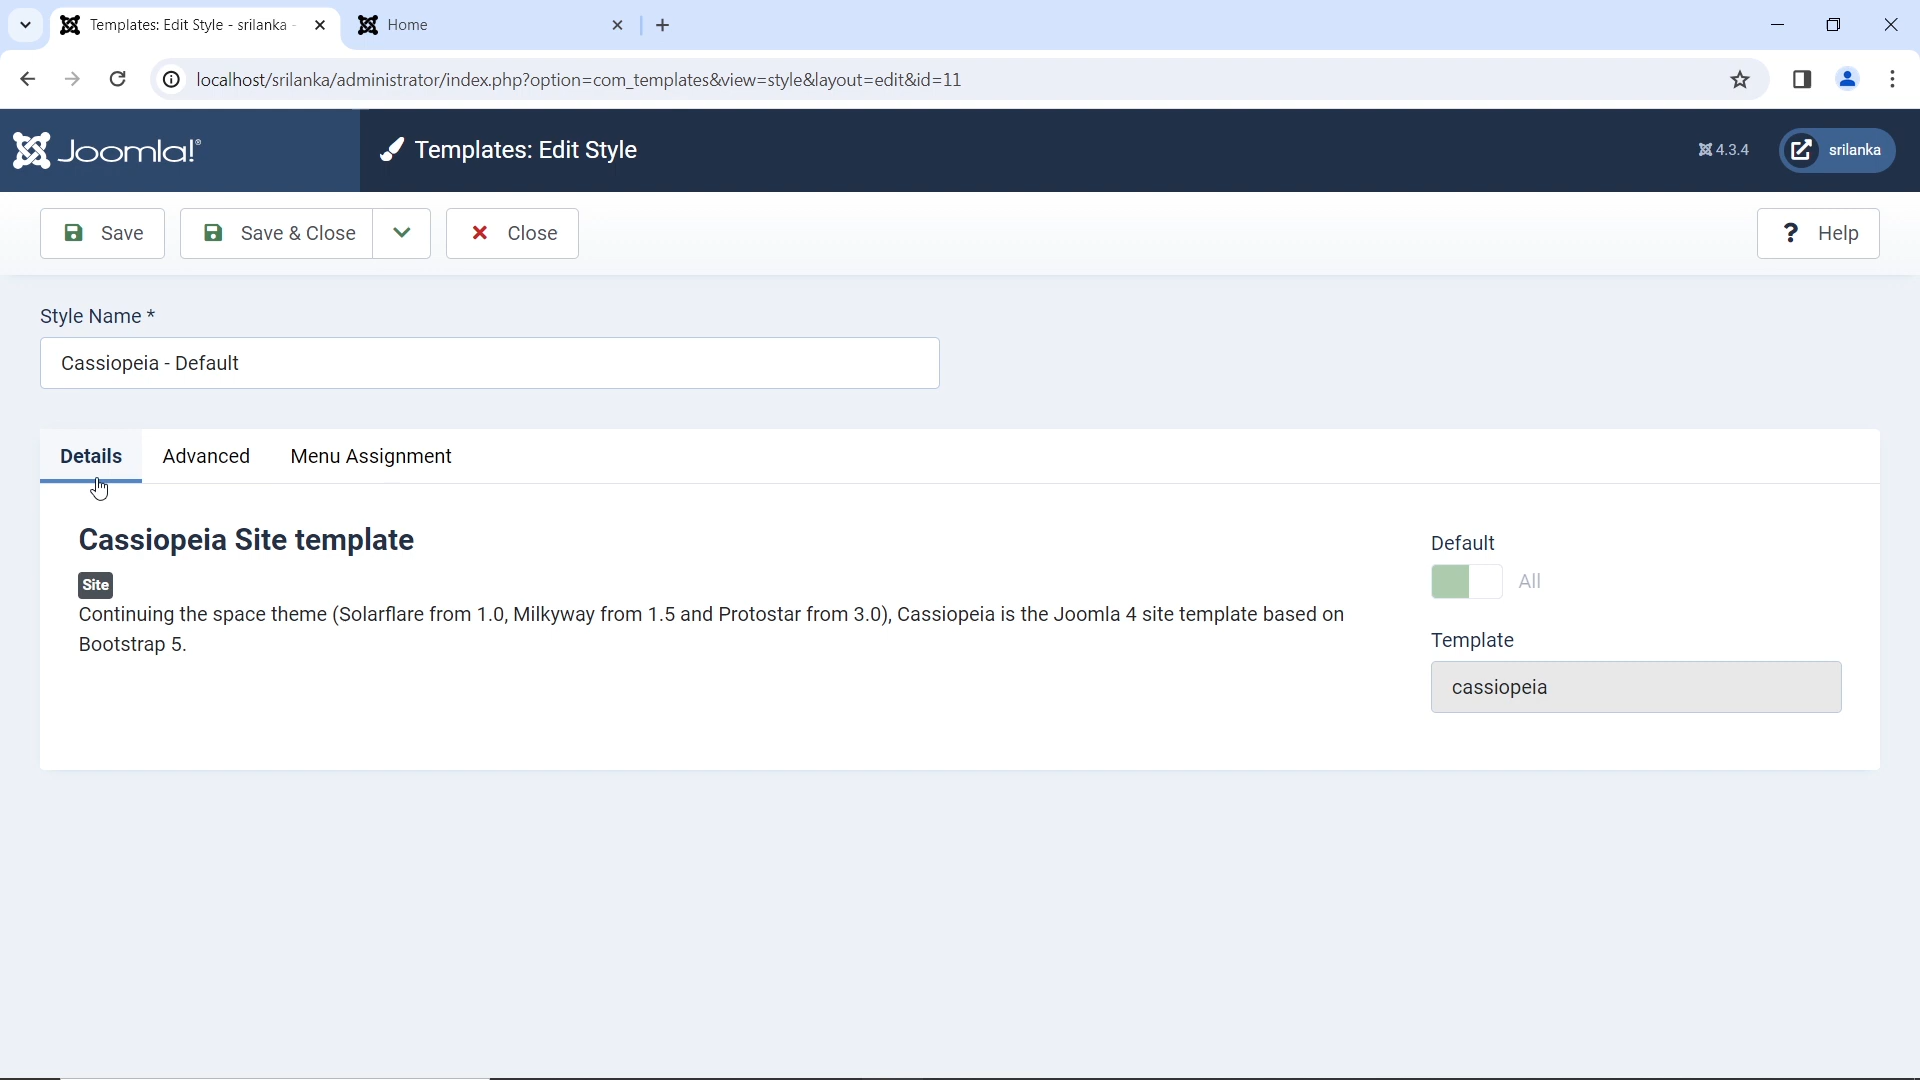 Templates: Edit Style - srilanka -
Home
localhost/srilanka/administrator/index.php?option=com_templates&view=style&layout=edit&id=11
Joomla!®
Templates: Edit Style
4.3.4
srilanka
Save
Save & Close
Close
? Help
Style Name *
Cassiopeia - Default
Details
Advanced
Menu Assignment
Cassiopeia Site template
Site
Continuing the space theme (Solarflare from 1.0, Milkyway from 1.5 and Protostar from 3.0), Cassiopeia is the Joomla 4 site template based on
Bootstrap 5.
Default
All
Template
cassiopeia